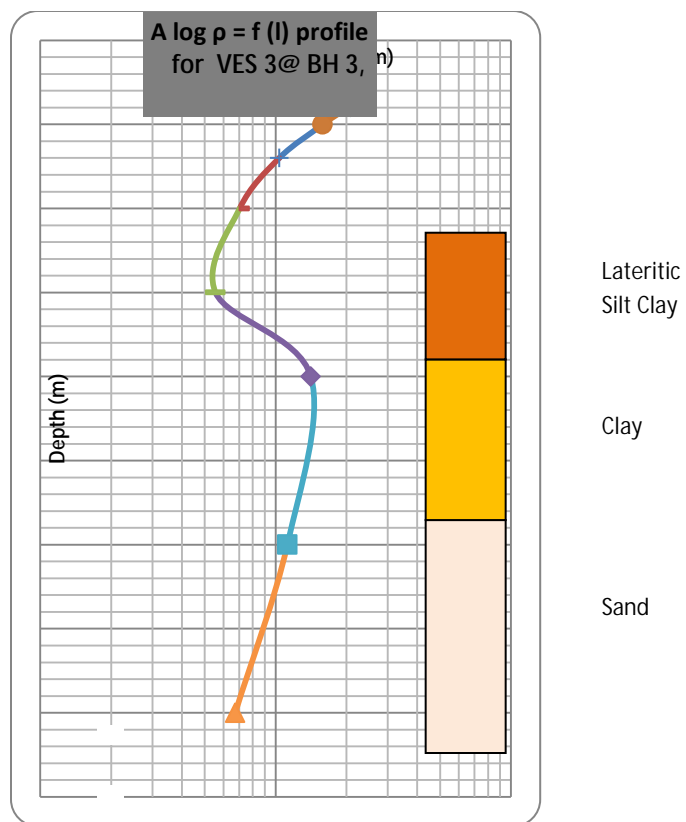 A log ρ = f (l) profile
for VES 3@ BH 3,
m)
Depth (m)
Lateritic
Silt Clay
Clay
Sand